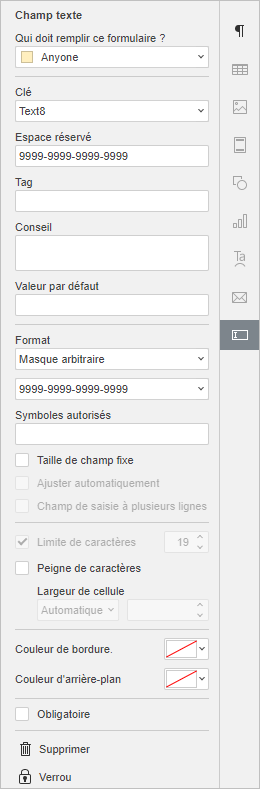 Champ texte
Qui doit remplir ce formulaire ?
Anyone
Clé
Text8
Espace réservé
9999-9999-9999-9999
Tag
Conseil
Valeur par défaut
Format
Masque arbitraire
9999-9999-9999-9999
Symboles autorisés
Taille de champ fixe
Ajuster automatiquement
Champ de saisie à plusieurs lignes
Limite de caractères 19
Peigne de caractères
Largeur de cellule
Automatique
Couleur de bordure.
Couleur d'arrière-plan
Obligatoire
Supprimer
Verrou
Ta